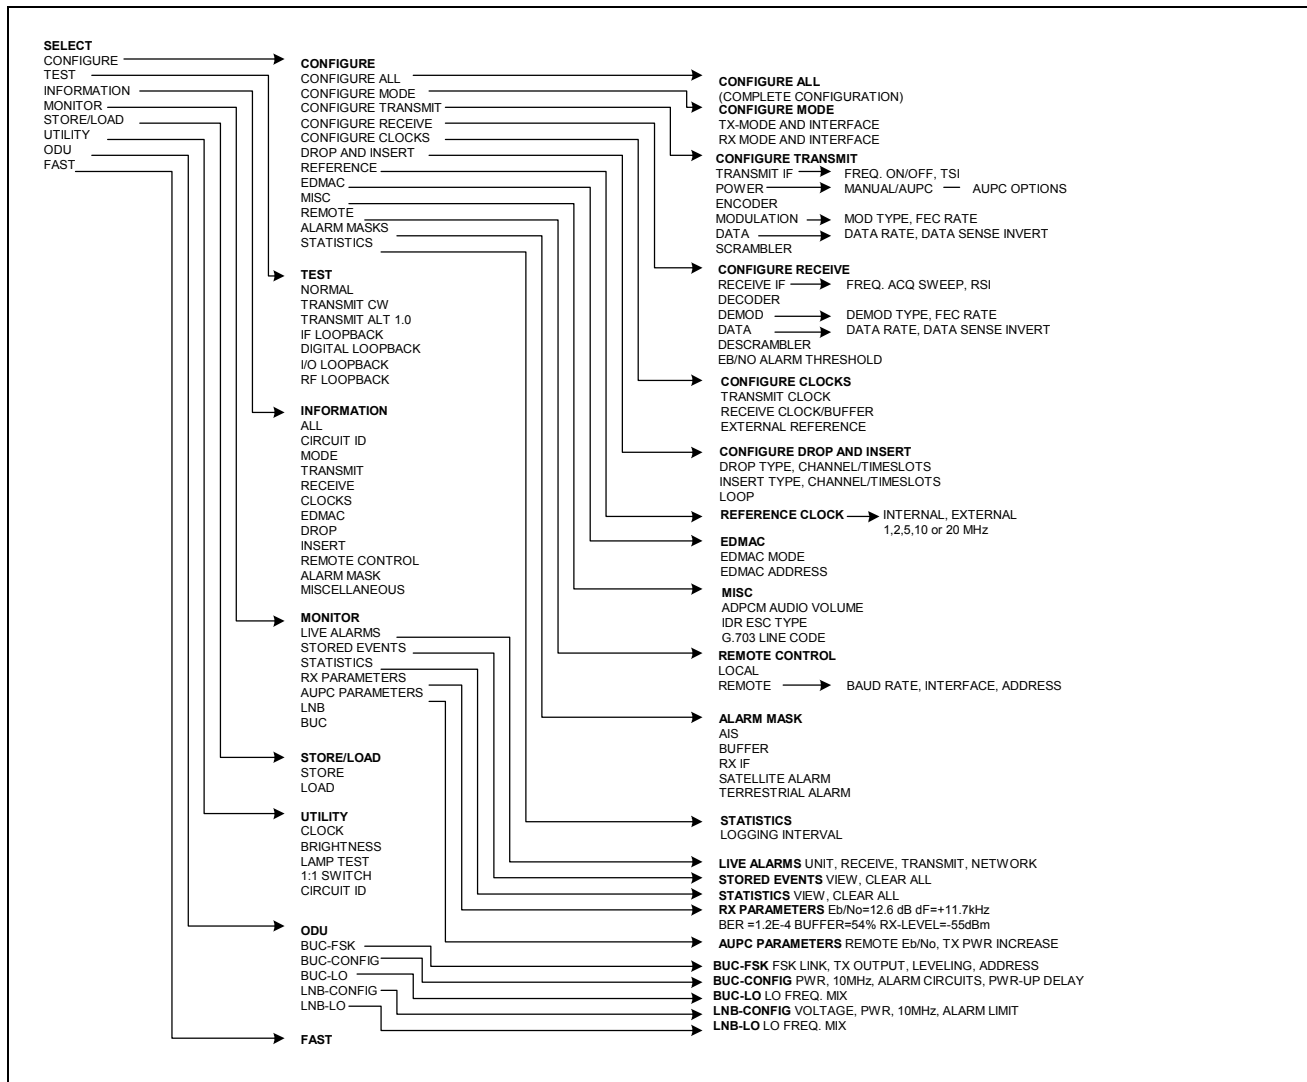 SELECT
CONFIGURE
TEST
INFORMATION
MONITOR
STORE/LOAD
UTILITY
ODU
FAST
CONFIGURE
CONFIGURE ALL
CONFIGURE MODE
CONFIGURE TRANSMIT
CONFIGURE RECEIVE
CONFIGURE CLOCKS
DROP AND INSERT
REFERENCE
EDMAC
MISC
REMOTE
ALARM MASKS
STATISTICS
TEST
NORMAL
TRANSMIT CW
TRANSMIT ALT 1.0
IF LOOPBACK
DIGITAL LOOPBACK
I/O LOOPBACK
RF LOOPBACK
INFORMATION
ALL
CIRCUIT ID
MODE
TRANSMIT
RECEIVE
CLOCKS
EDMAC
DROP
INSERT
REMOTE CONTROL
ALARM MASK
MISCELLANEOUS
MONITOR
LIVE ALARMS
STORED EVENTS
STATISTICS
RX PARAMETERS
AUPC PARAMETERS
LNB
BUC
STORE/LOAD
STORE
LOAD
UTILITY
CLOCK
BRIGHTNESS
LAMP TEST
1:1 SWITCH
CIRCUIT ID
ODU
BUC-FSK
BUC-CONFIG
BUC-LO
LNB-CONFIG
LNB-LO
FAST
CONFIGURE ALL
(COMPLETE CONFIGURATION)
CONFIGURE MODE
TX-MODE AND INTERFACE
RX MODE AND INTERFACE
CONFIGURE TRANSMIT
TRANSMIT IF FREQ. ON/OFF, TSI
POWER MANUAL/AUPC AUPC OPTIONS
ENCODER
MODULATION MOD TYPE, FEC RATE
DATA DATA RATE, DATA SENSE INVERT
SCRAMBLER
CONFIGURE RECEIVE
RECEIVE IF FREQ. ACQ SWEEP, RSI
DECODER
DEMOD DEMOD TYPE, FEC RATE
DATA DATA RATE, DATA SENSE INVERT
DESCRAMBLER
EB/NO ALARM THRESHOLD
CONFIGURE CLOCKS
TRANSMIT CLOCK
RECEIVE CLOCK/BUFFER
EXTERNAL REFERENCE
CONFIGURE DROP AND INSERT
DROP TYPE, CHANNEL/TIMESLOTS
INSERT TYPE, CHANNEL/TIMESLOTS
LOOP
REFERENCE CLOCK INTERNAL, EXTERNAL
1,2,5,10 or 20 MHz
EDMAC
EDMAC MODE
EDMAC ADDRESS
MISC
ADPCM AUDIO VOLUME
IDR ESC TYPE
G.703 LINE CODE
REMOTE CONTROL
LOCAL
REMOTE BAUD RATE, INTERFACE, ADDRESS
ALARM MASK
AIS
BUFFER
RX IF
SATELLITE ALARM
TERRESTRIAL ALARM
STATISTICS
LOGGING INTERVAL
LIVE ALARMS UNIT, RECEIVE, TRANSMIT, NETWORK
STORED EVENTS VIEW, CLEAR ALL
STATISTICS VIEW, CLEAR ALL
RX PARAMETERS Eb/No=12.6 dB dF=+11.7kHz
BER =1.2E-4 BUFFER=54% RX-LEVEL=-55dBm
AUPC PARAMETERS REMOTE Eb/No, TX PWR INCREASE
BUC-FSK FSK LINK, TX OUTPUT, LEVELING, ADDRESS
BUC-CONFIG PWR, 10MHz, ALARM CIRCUITS, PWR-UP DELAY
BUC-LO LO FREQ. MIX
LNB-CONFIG VOLTAGE, PWR, 10MHz, ALARM LIMIT
LNB-LO LO FREQ. MIX